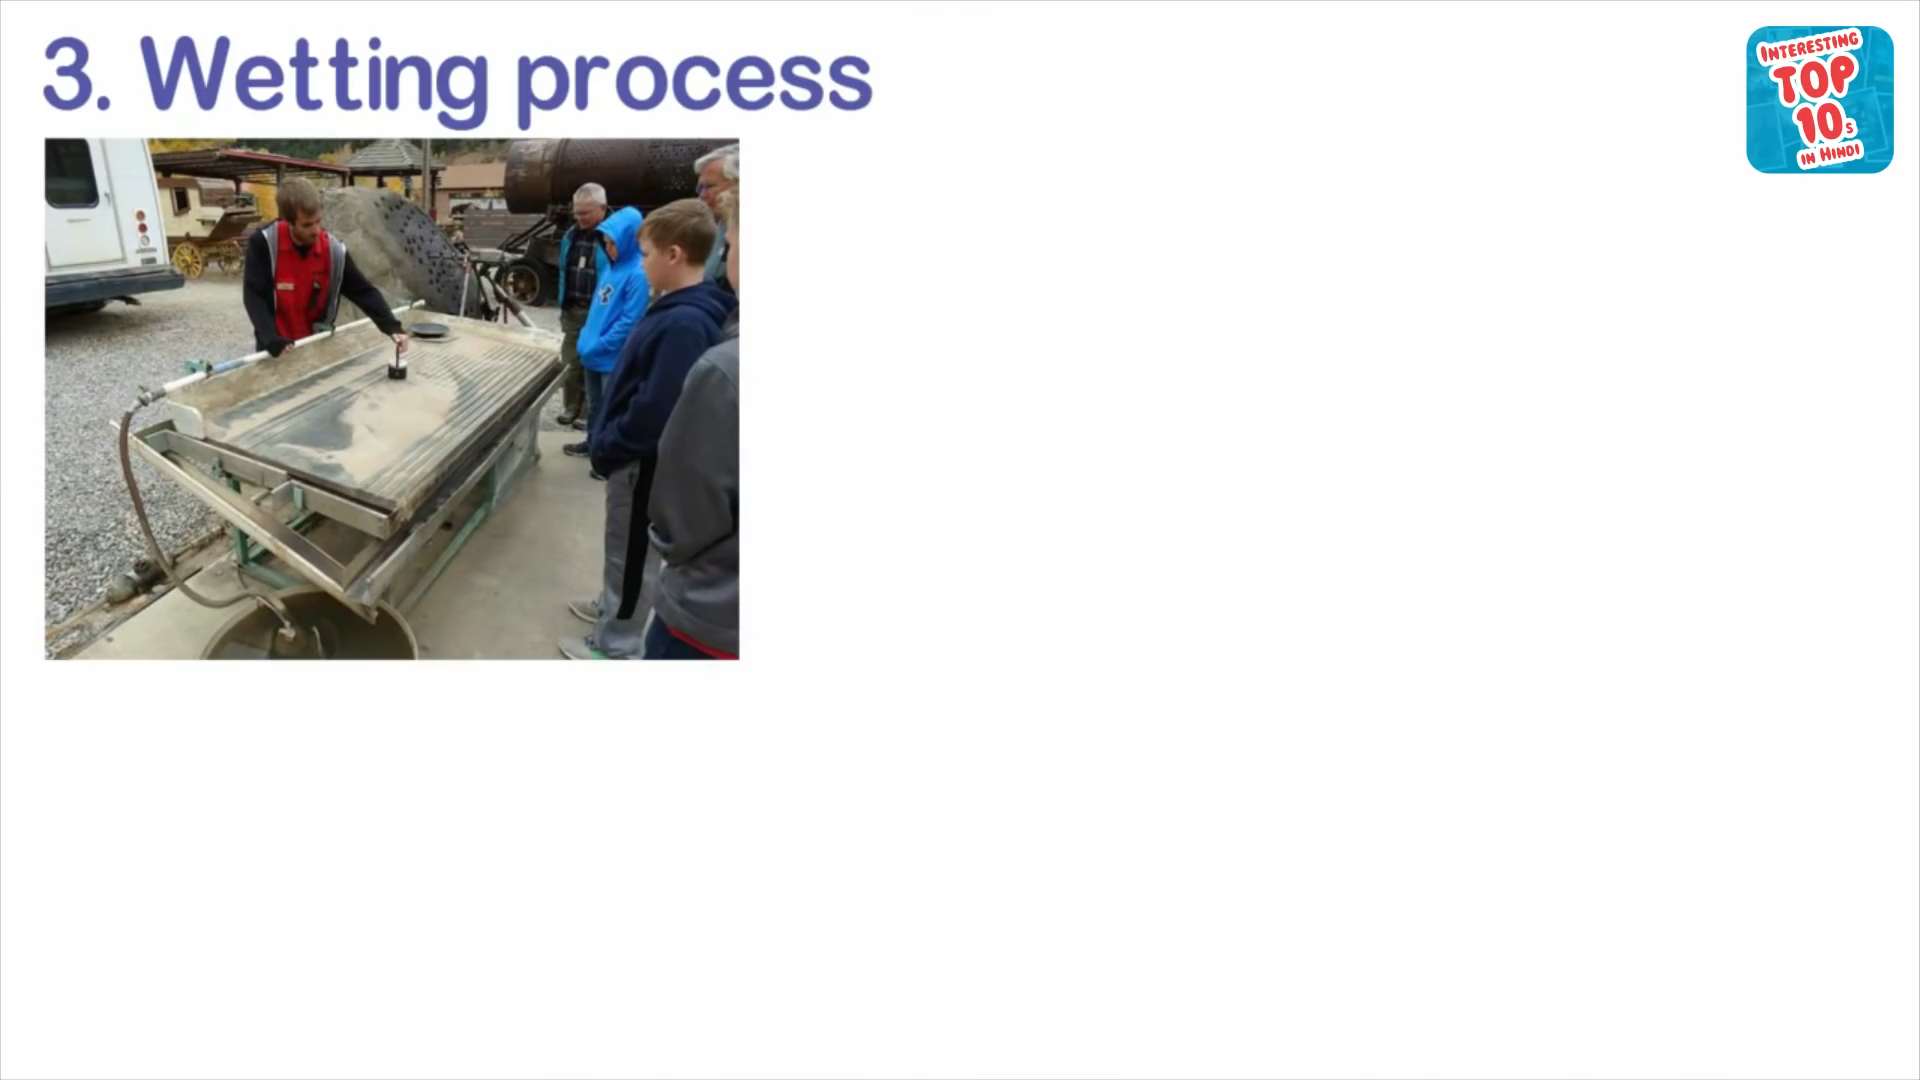 3. Wetting process
INTERESTING
TOP
10s
IN HINDI